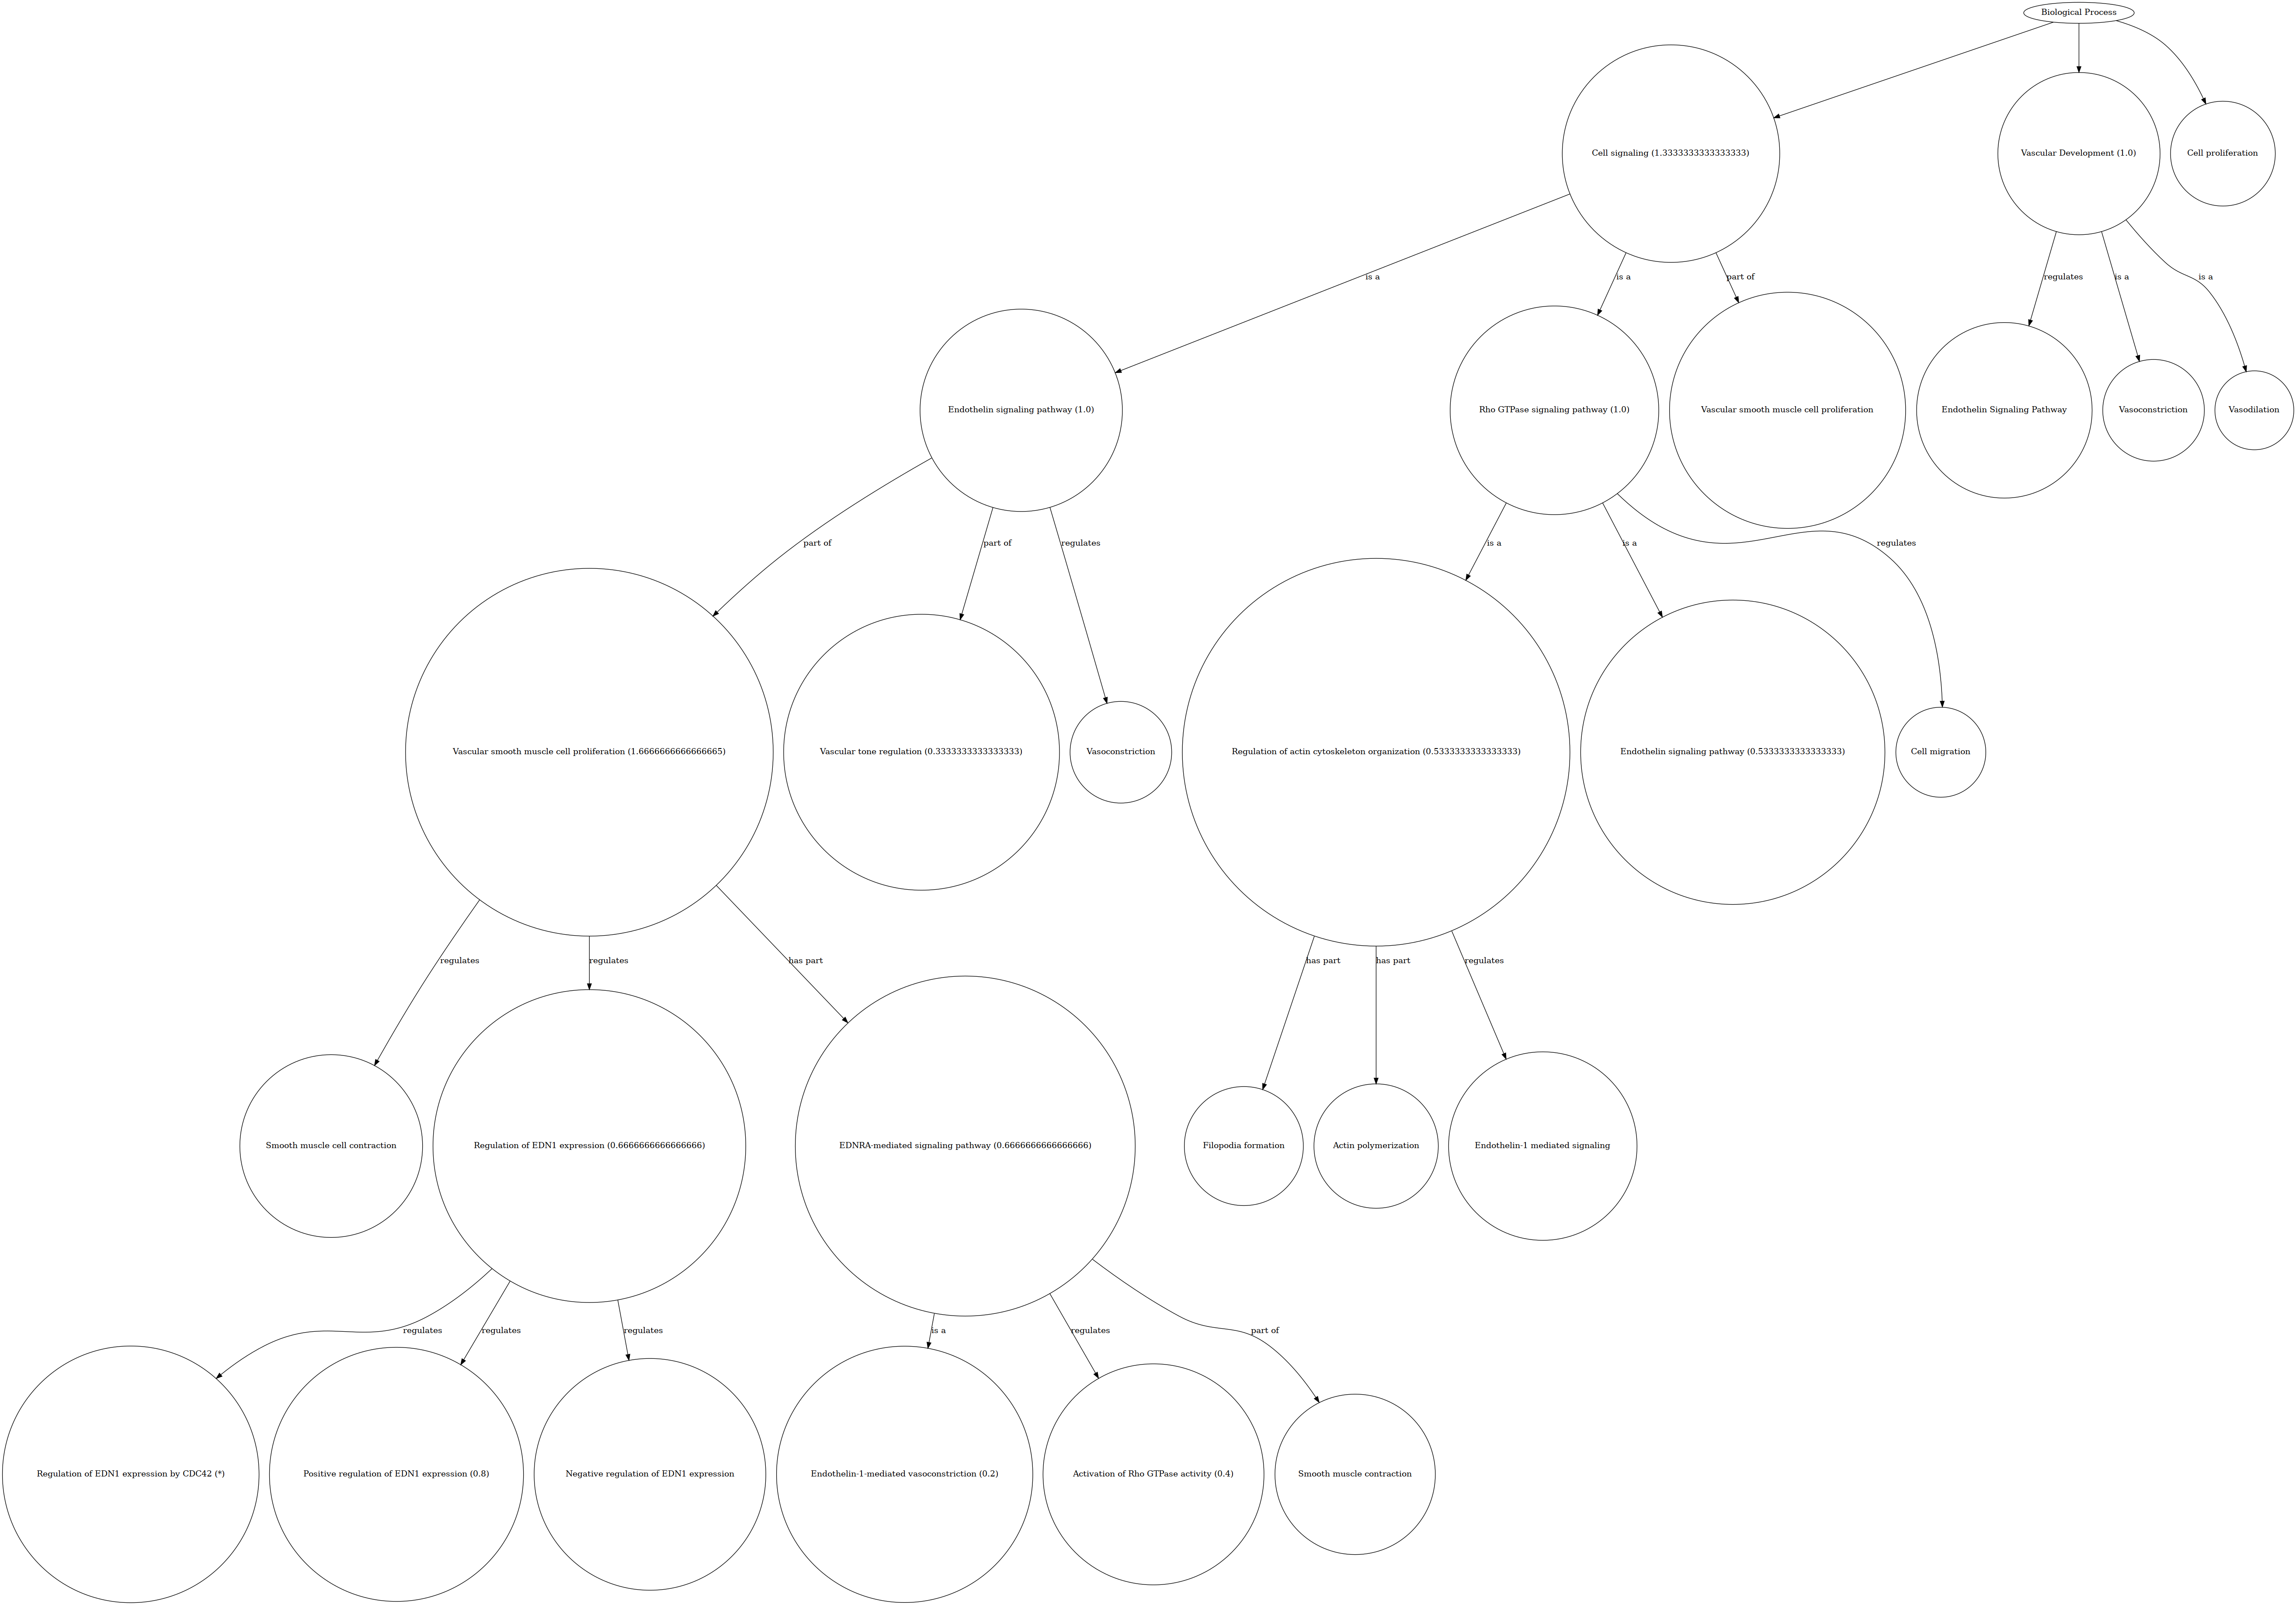 Biological Process
Cell signaling (1.3333333333333333)
Vascular Development (1.0)
Cell proliferation
is a
is a
part of
regulates
is a
is a
Endothelin signaling pathway (1.0)
Rho GTPase signaling pathway (1.0)
Vascular smooth muscle cell proliferation
Endothelin Signaling Pathway
Vasoconstriction
Vasodilation
part of
part of
regulates
is a
is a
regulates
Vascular smooth muscle cell proliferation (1.6666666666666665)
Vascular tone regulation (0.3333333333333333)
Vasoconstriction
Regulation of actin cytoskeleton organization (0.5333333333333333)
Endothelin signaling pathway (0.5333333333333333)
Cell migration
regulates
regulates
has part
has part
has part
regulates
Smooth muscle cell contraction
Regulation of EDN1 expression (0.6666666666666666)
EDNRA-mediated signaling pathway (0.6666666666666666)
Filopodia formation
Actin polymerization
Endothelin-1 mediated signaling
regulates
regulates
regulates
is a
regulates
part of
Regulation of EDN1 expression by CDC42 (*)
Positive regulation of EDN1 expression (0.8)
Negative regulation of EDN1 expression
Endothelin-1-mediated vasoconstriction (0.2)
Activation of Rho GTPase activity (0.4)
Smooth muscle contraction